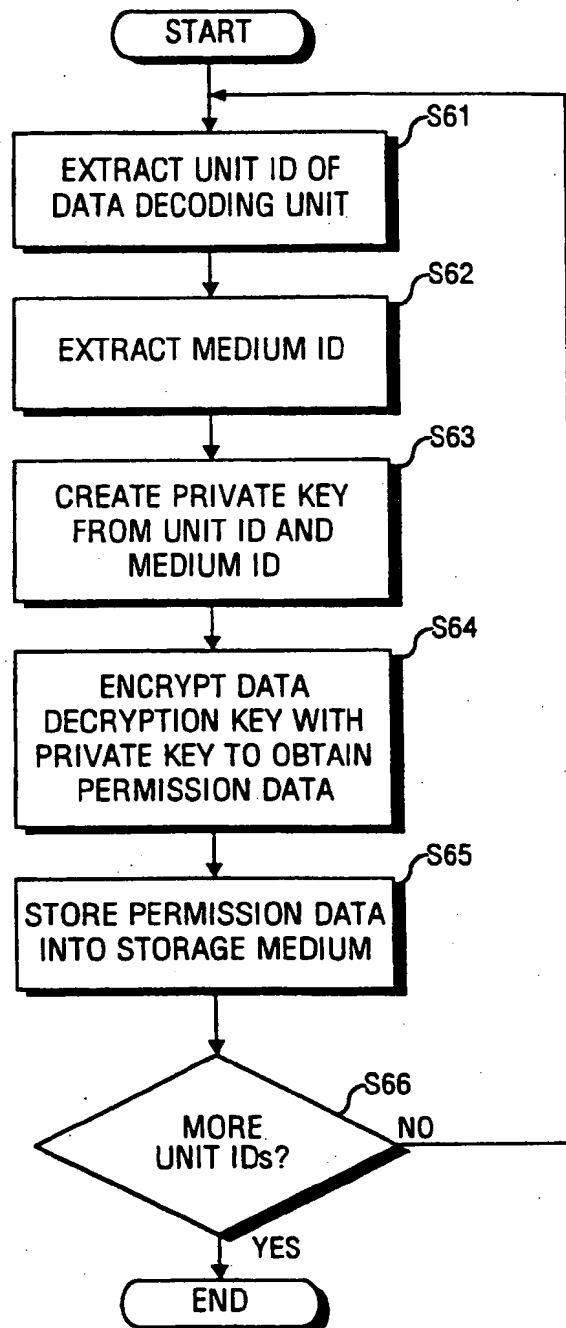 START
S61
EXTRACT UNIT ID OF
DATA DECODING UNIT
S62
EXTRACT MEDIUM ID
S63
CREATE PRIVATE KEY
FROM UNIT ID AND
MEDIUM ID
S64
ENCRYPT DATA
DECRYPTION KEY WITH
PRIVATE KEY TO OBTAIN
PERMISSION DATA
S65
STORE PERMISSION DATA
INTO STORAGE MEDIUM
S66
MORE
UNIT IDs?
NO
YES
END